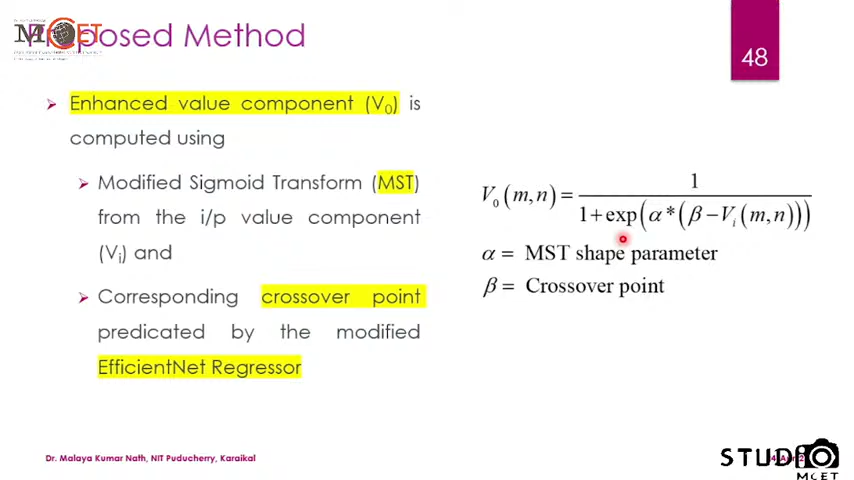 Proposed Method
48
➤ Enhanced value component (V₀) is
computed using
➤ Modified Sigmoid Transform (MST)
from the i/p value component
(Vᵢ) and
➤ Corresponding crossover point
predicated by the modified
EfficientNet Regressor
V₀(m,n) = 1 / (1+exp(α*(β−Vᵢ(m,n))))
α = MST shape parameter
β = Crossover point
Dr. Malaya Kumar Nath, NIT Puducherry, Karaikal
STUDIO
MCET